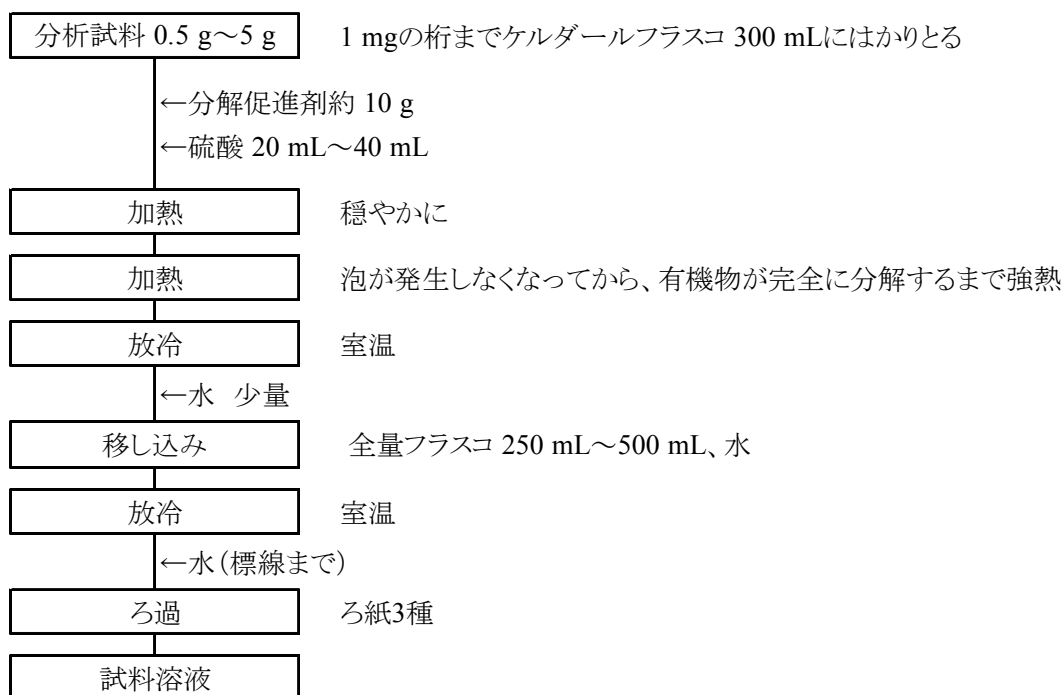 分析試料 0.5 g~5 g 1 mgの桁までケルダールフラスコ 300 mLにはかりとる
←分解促進剤約 10 g
←硫酸 20 mL~40 mL
加熱 穏やかに
加熱 泡が発生しなくなってから、有機物が完全に分解するまで強熱
放冷 室温
←水 少量
移し込み 全量フラスコ 250 mL~500 mL、水
放冷 室温
←水(標線まで)
ろ過 ろ紙3種
試料溶液